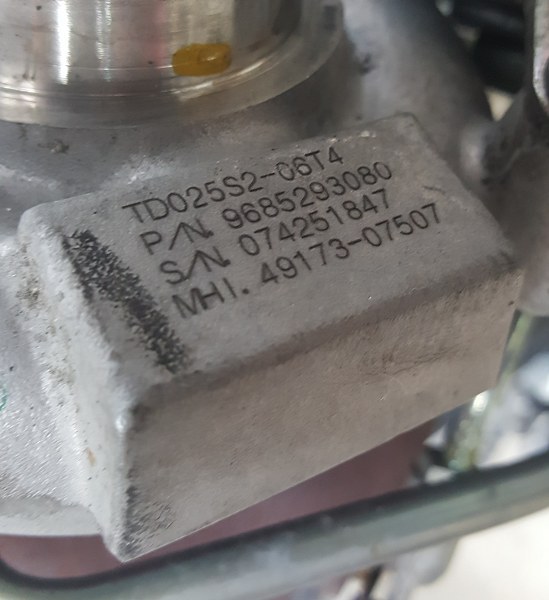 TD025S2-06T4
P/N. 9685293080
S/N. 074251847
MHI. 49173-07507